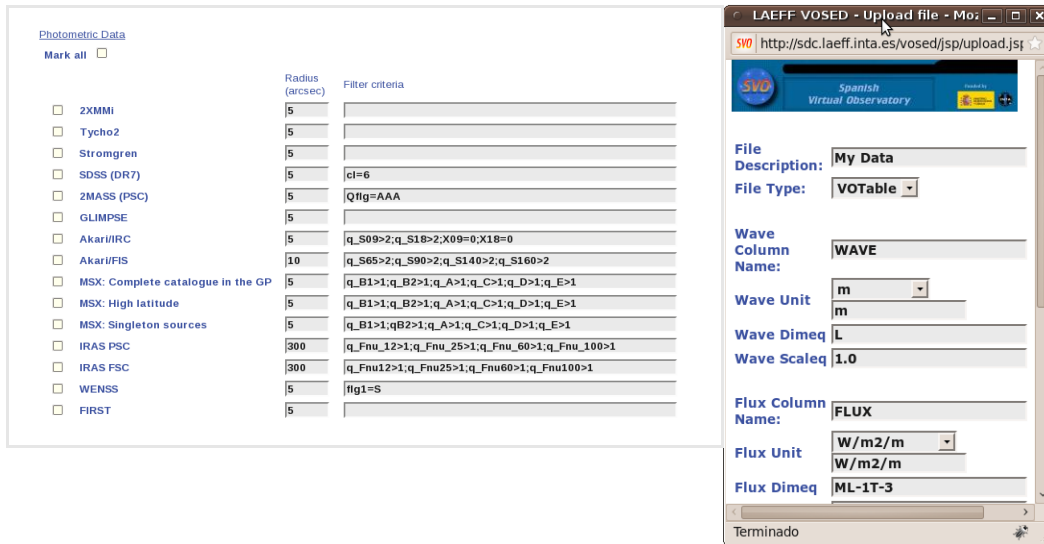 Photometric Data
Mark all
Radius (arcsec) Filter criteria
2XMMi 5
Tycho2 5
Stromgren 5
SDSS (DR7) 5 cl=6
2MASS (PSC) 5 Qflg=AAA
GLIMPSE 5
Akari/IRC 5 q_S09>2;q_S18>2;X09=0;X18=0
Akari/FIS 10 q_S65>2;q_S90>2;q_S140>2;q_S160>2
MSX: Complete catalogue in the GP 5 q_B1>1;q_B2>1;q_A>1;q_C>1;q_D>1;q_E>1
MSX: High latitude 5 q_B1>1;q_B2>1;q_A>1;q_C>1;q_D>1;q_E>1
MSX: Singleton sources 5 q_B1>1;qB2>1;q_A>1;q_C>1;q_D>1;q_E>1
IRAS PSC 300 q_Fnu_12>1;q_Fnu_25>1;q_Fnu_60>1;q_Fnu_100>1
IRAS FSC 300 q_Fnu12>1;q_Fnu25>1;q_Fnu60>1;q_Fnu100>1
WENSS 5 flg1=S
FIRST 5
LAEFF VOSED - Upload file - Moz
SVO http://sdc.laeff.inta.es/vosed/jsp/upload.jsp
SVO
Spanish
Virtual Observatory
File Description: My Data
File Type: VOTable
Wave Column Name: WAVE
Wave Unit m
m
Wave Dimeq L
Wave Scaleq 1.0
Flux Column Name: FLUX
Flux Unit W/m2/m
W/m2/m
Flux Dimeq ML-1T-3
Terminado